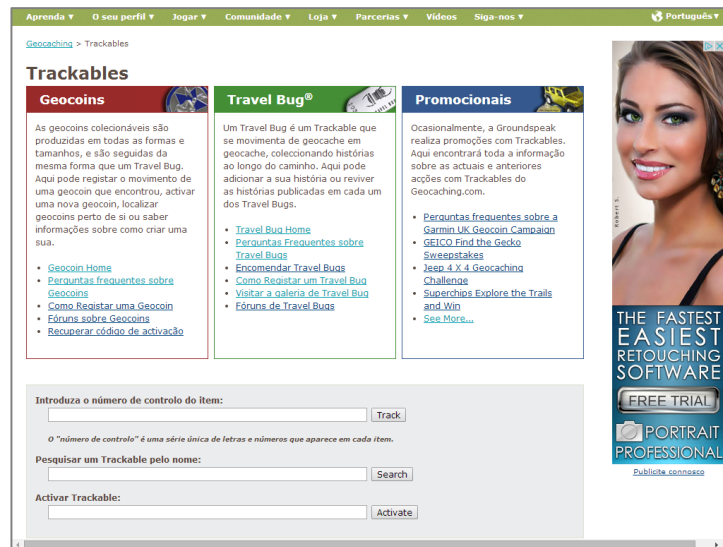 Aprenda ▼ O seu perfil ▼ Jogar ▼ Comunidade ▼ Loja ▼ Parcerias ▼ Vídeos Siga-nos ▼ Português ▼
Geocaching > Trackables
Trackables
Geocoins
As geocoins colecionáveis são
produzidas em todas as formas e
tamanhos, e são seguidas da
mesma forma que um Travel Bug.
Aqui pode registar o movimento de
uma geocoin que encontrou, activar
uma nova geocoin, localizar
geocoins perto de si ou saber
informações sobre como criar uma
sua.
• Geocoin Home
• Perguntas frequentes sobre
Geocoins
• Como Registar uma Geocoin
• Fóruns sobre Geocoins
• Recuperar código de activação
Travel Bug®
Um Travel Bug é um Trackable que
se movimenta de geocache em
geocache, coleccionando histórias
ao longo do caminho. Aqui pode
adicionar a sua história ou reviver
as histórias publicadas em cada um
dos Travel Bugs.
• Travel Bug Home
• Perguntas Frequentes sobre
Travel Bugs
• Encomendar Travel Bugs
• Como Registar um Travel Bug
• Visitar a galeria de Travel Bug
• Fóruns de Travel Bugs
Promocionais
Ocasionalmente, a Groundspeak
realiza promoções com Trackables.
Aqui encontrará toda a informação
sobre as actuais e anteriores
acções com Trackables do
Geocaching.com.
• Perguntas frequentes sobre a
Garmin UK Geocoin Campaign
• GEICO Find the Gecko
Sweepstakes
• Jeep 4 X 4 Geocaching
Challenge
• Superchips Explore the Trails
and Win
• See More...
Introduza o número de controlo do item:
Track
O "número de controlo" é uma série única de letras e números que aparece em cada item.
Pesquisar um Trackable pelo nome:
Search
Activar Trackable:
Activate
Robert S.
THE FASTEST
EASIEST
RETOUCHING
SOFTWARE
FREE TRIAL
PORTRAIT
PROFESSIONAL
Publicite connosco